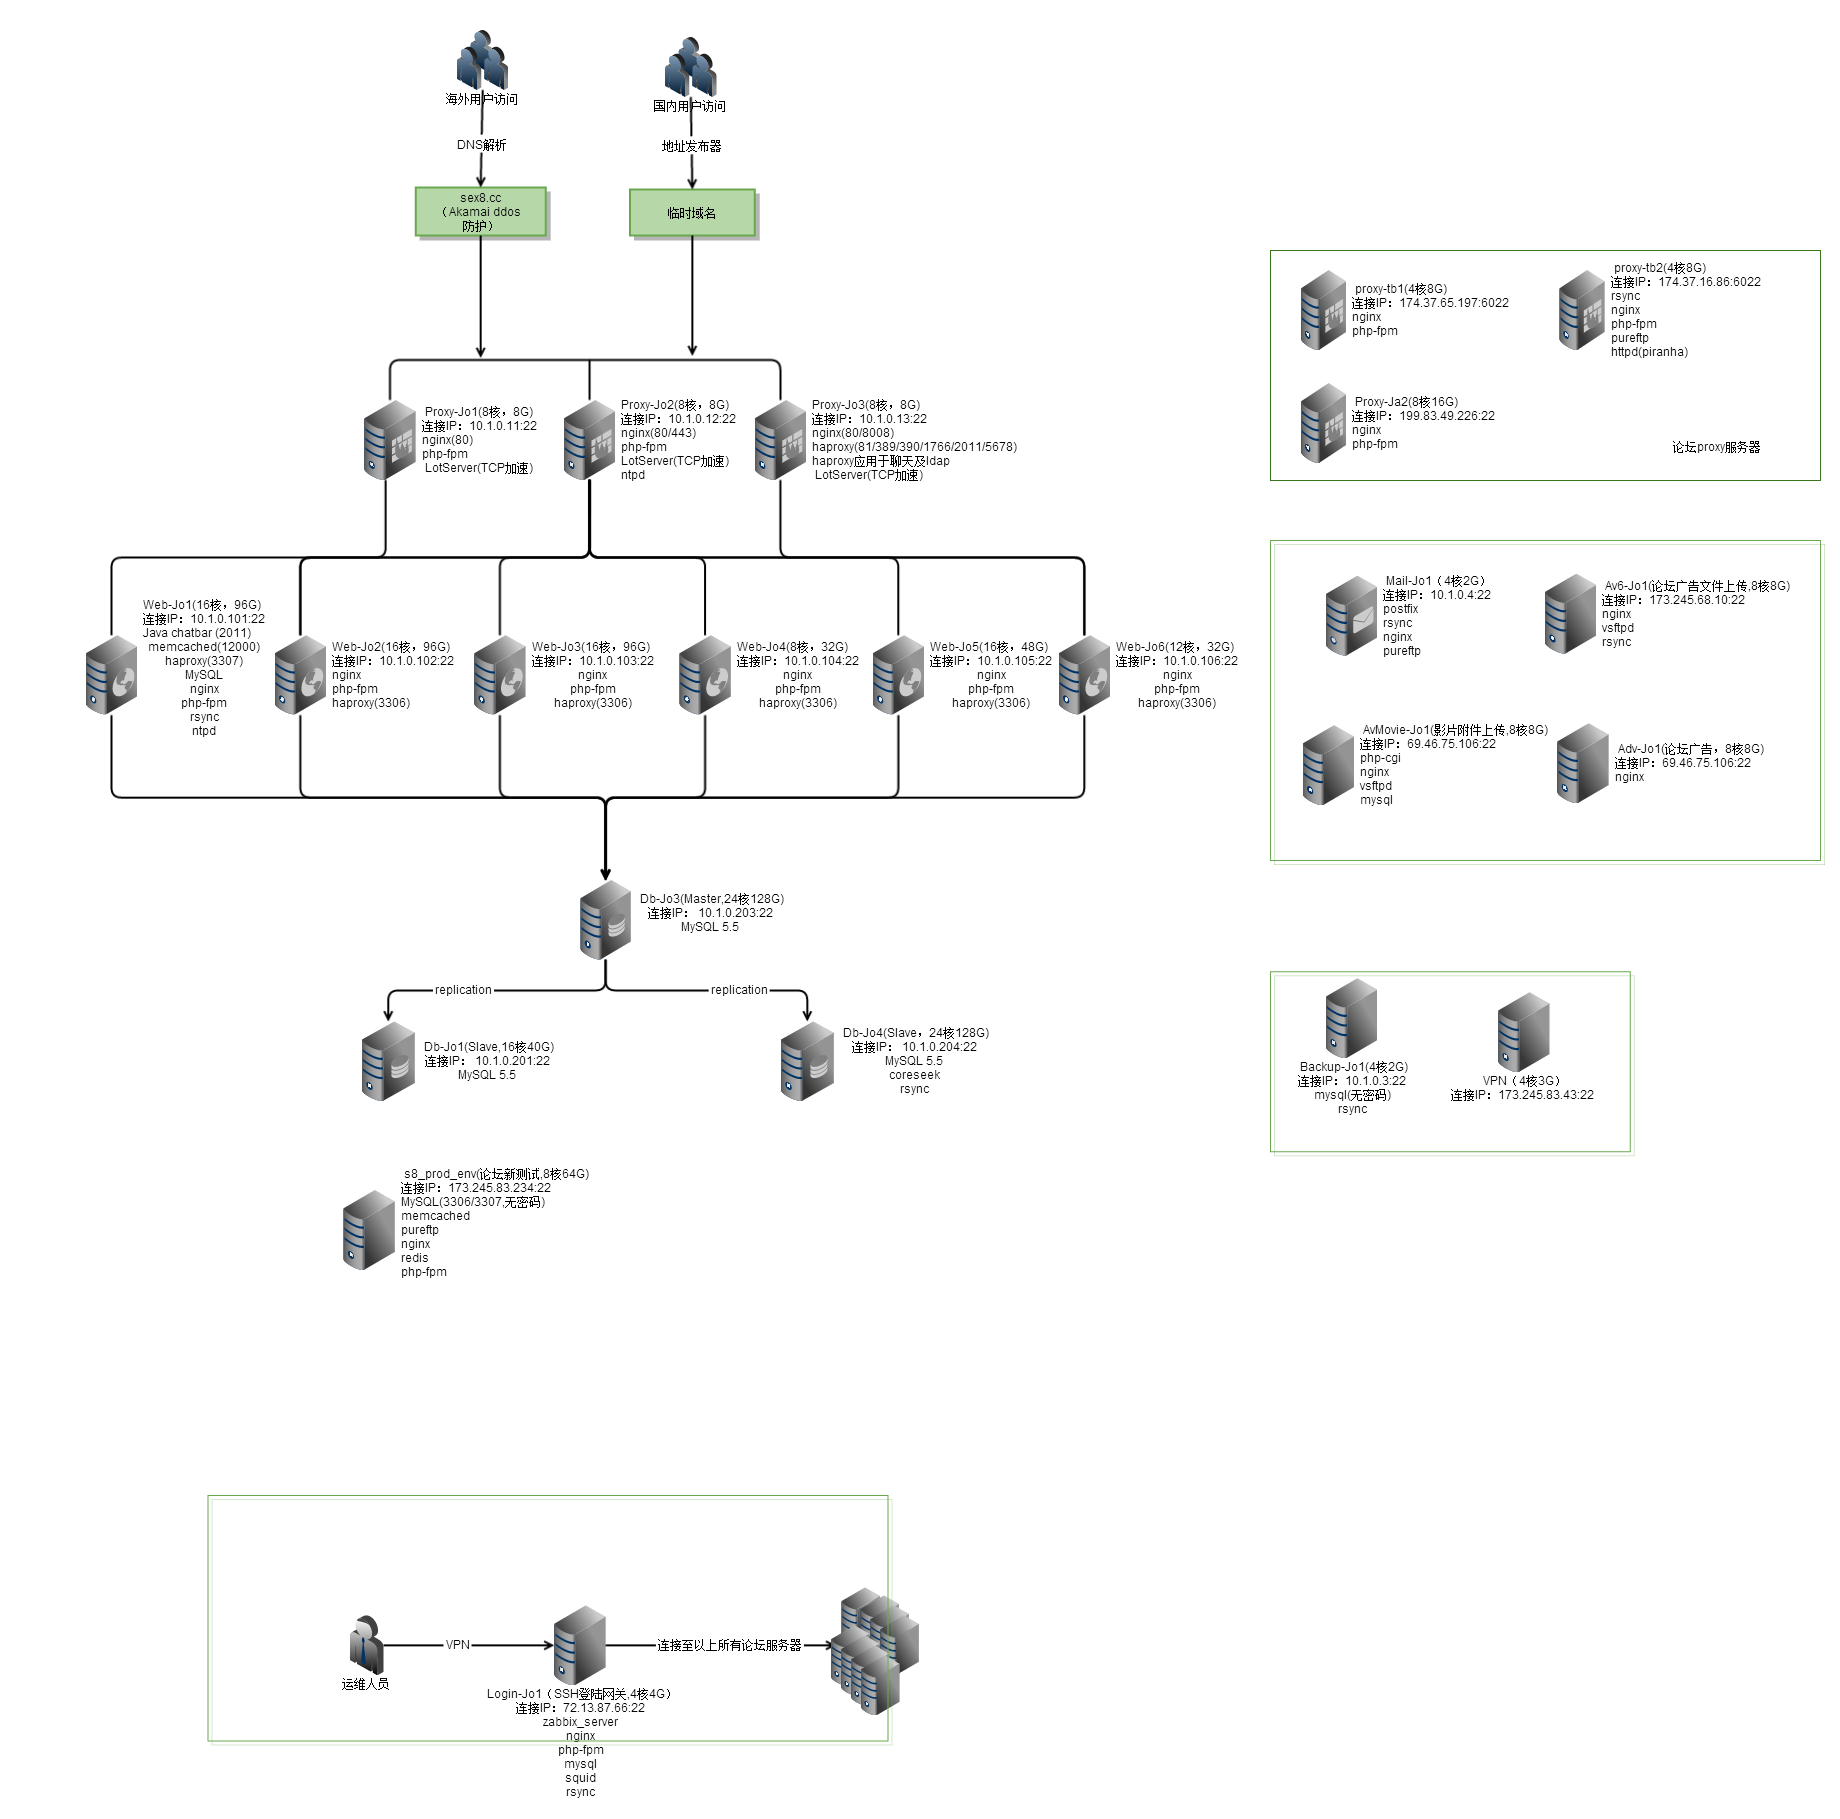 海外用户访问
国内用户访问
DNS解析
地址发布器
sex8.cc
（Akamai ddos
防护）
临时域名
Proxy-Jo1(8核，8G)
连接IP：10.1.0.11:22
nginx(80)
php-fpm
LotServer(TCP加速)
Proxy-Jo2(8核，8G)
连接IP：10.1.0.12:22
nginx(80/443)
php-fpm
LotServer(TCP加速)
ntpd
Proxy-Jo3(8核，8G)
连接IP：10.1.0.13:22
nginx(80/8008)
haproxy(81/389/390/1766/2011/5678)
haproxy应用于聊天及ldap
LotServer(TCP加速)
Web-Jo1(16核，96G)
连接IP：10.1.0.101:22
Java chatbar (2011)
memcached(12000)
haproxy(3307)
MySQL
nginx
php-fpm
rsync
ntpd
Web-Jo2(16核，96G)
连接IP：10.1.0.102:22
nginx
php-fpm
haproxy(3306)
Web-Jo3(16核，96G)
连接IP：10.1.0.103:22
nginx
php-fpm
haproxy(3306)
Web-Jo4(8核，32G)
连接IP：10.1.0.104:22
nginx
php-fpm
haproxy(3306)
Web-Jo5(16核，48G)
连接IP：10.1.0.105:22
nginx
php-fpm
haproxy(3306)
Web-Jo6(12核，32G)
连接IP：10.1.0.106:22
nginx
php-fpm
haproxy(3306)
Db-Jo3(Master,24核128G)
连接IP： 10.1.0.203:22
MySQL 5.5
replication
replication
Db-Jo1(Slave,16核40G)
连接IP： 10.1.0.201:22
MySQL 5.5
Db-Jo4(Slave，24核128G)
连接IP： 10.1.0.204:22
MySQL 5.5
coreseek
rsync
s8_prod_env(论坛新测试,8核64G)
连接IP：173.245.83.234:22
MySQL(3306/3307,无密码)
memcached
pureftp
nginx
redis
php-fpm
proxy-tb1(4核8G)
连接IP：174.37.65.197:6022
nginx
php-fpm
proxy-tb2(4核8G)
连接IP：174.37.16.86:6022
rsync
nginx
php-fpm
pureftp
httpd(piranha)
Proxy-Ja2(8核16G)
连接IP：199.83.49.226:22
nginx
php-fpm
论坛proxy服务器
Mail-Jo1（4核2G）
连接IP：10.1.0.4:22
postfix
rsync
nginx
pureftp
Av6-Jo1(论坛广告文件上传,8核8G)
连接IP：173.245.68.10:22
nginx
vsftpd
rsync
AvMovie-Jo1(影片附件上传,8核8G)
连接IP：69.46.75.106:22
php-cgi
nginx
vsftpd
mysql
Adv-Jo1(论坛广告，8核8G)
连接IP：69.46.75.106:22
nginx
Backup-Jo1(4核2G)
连接IP：10.1.0.3:22
mysql(无密码)
rsync
VPN（4核3G）
连接IP：173.245.83.43:22
运维人员
VPN
Login-Jo1（SSH登陆网关,4核4G）
连接IP：72.13.87.66:22
zabbix_server
nginx
php-fpm
mysql
squid
rsync
连接至以上所有论坛服务器